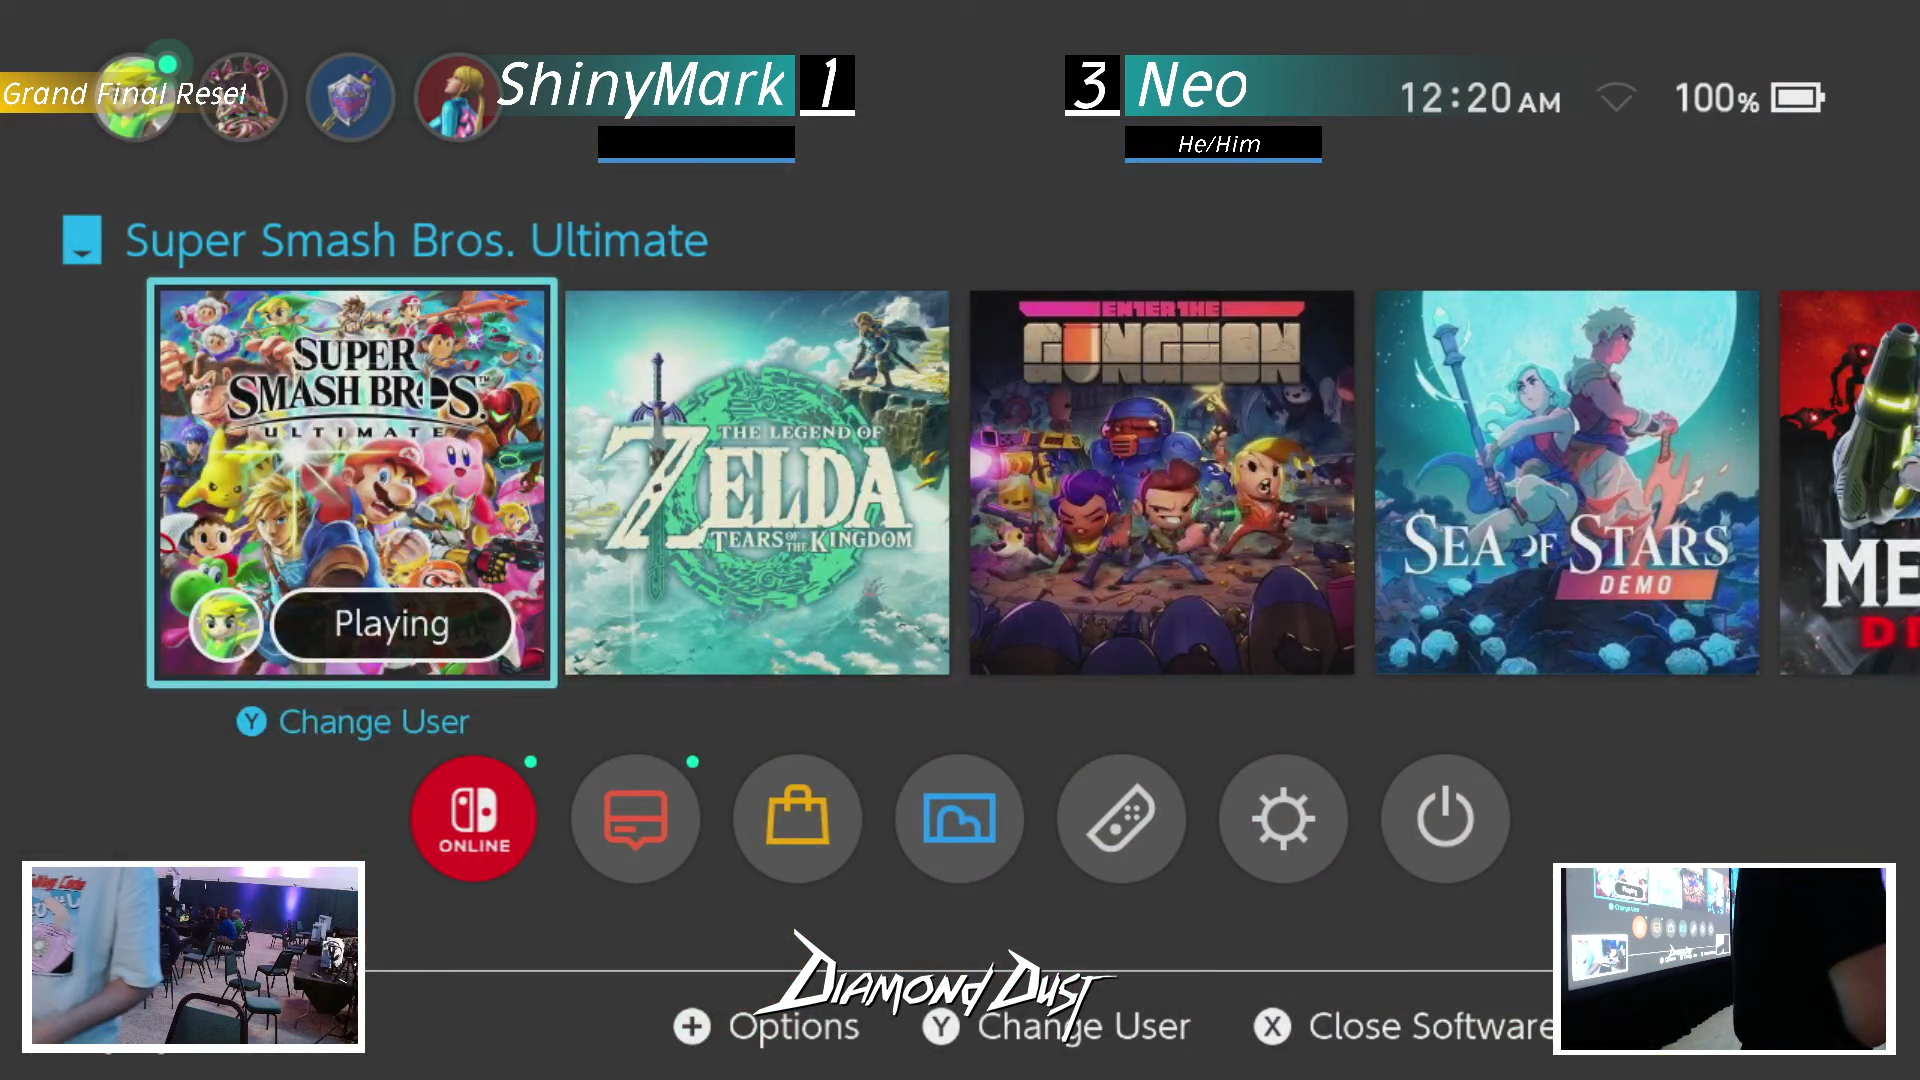 Grand Final Reset
ShinyMark 1
3 Neo
He/Him
12:20 AM
100%
Super Smash Bros. Ultimate
SUPER
SMASH BROS.
ULTIMATE
Playing
THE LEGEND OF
ZELDA
TEARS OF THE KINGDOM
ENTER THE
GUNGEON
SEA OF STARS
DEMO
ME
D
Y Change User
ONLINE
DIAMOND DUST
+ Options
Y Change User
X Close Software